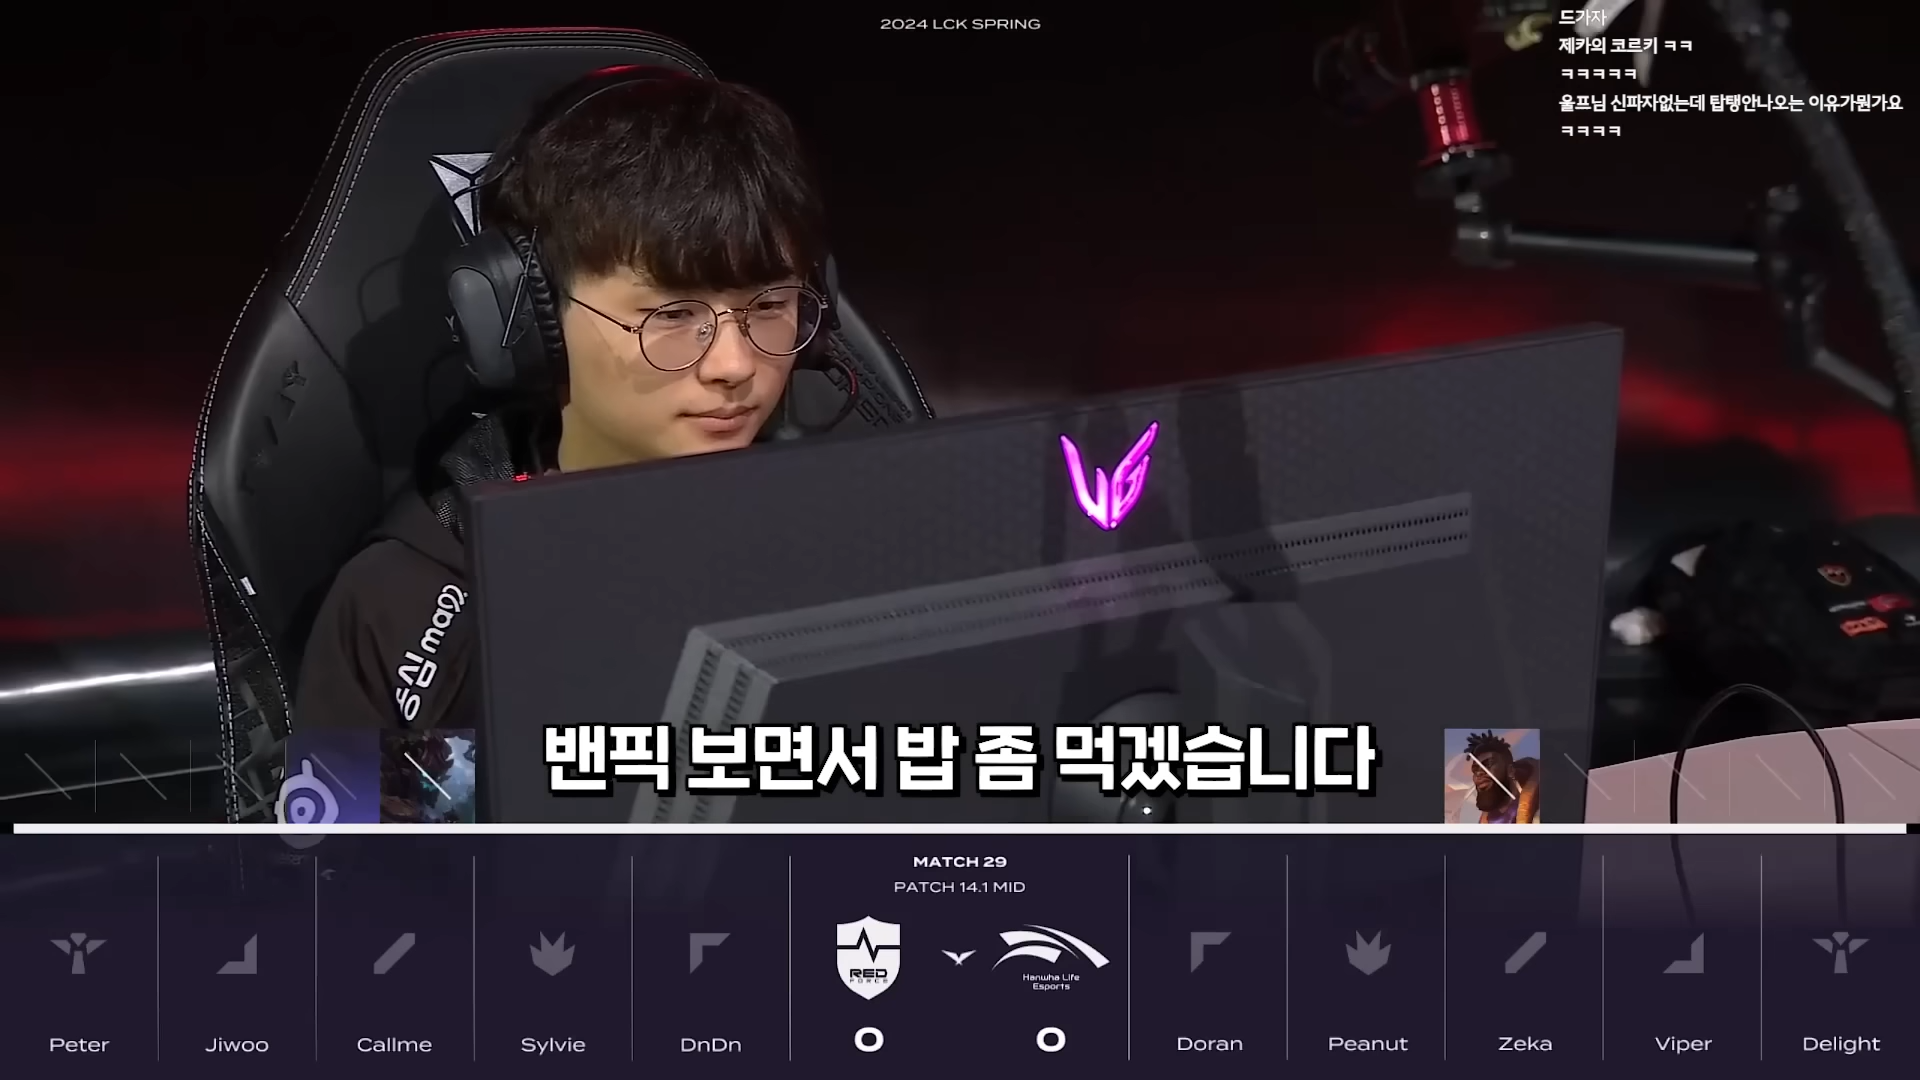 2024 LCK SPRING
드가자
제카의 코르키 ㅋㅋ
ㅋㅋㅋㅋㅋ
울프님 신파자없는데 탑탱안나오는 이유가뭔가요
ㅋㅋㅋㅋ
농심 max
밴픽 보면서 밥 좀 먹겠습니다
MATCH 29
PATCH 14.1 MID
RED
FORCE
Hanwha Life
Esports
0
0
Peter
Jiwoo
Callme
Sylvie
DnDn
Doran
Peanut
Zeka
Viper
Delight